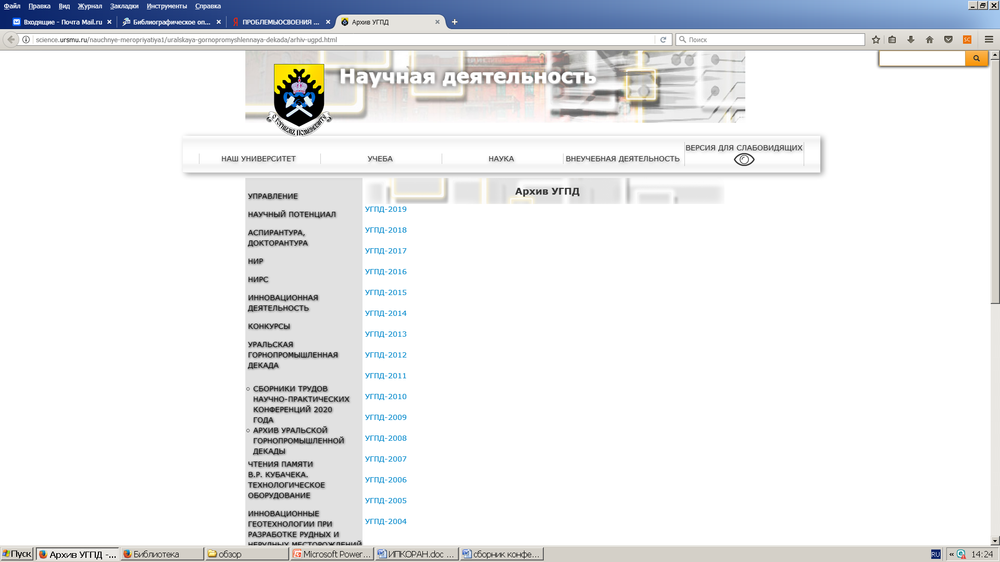 Файл Правка Вид Журнал Закладки Инструменты Справка
Входящие - Почта Mail.ru
Библиографическое оп...
ПРОБЛЕМЫОСВОЕНИЯ ...
Архив УГПД
science.ursmu.ru/nauchnye-meropriyatiya1/uralskaya-gornopromyshlennaya-dekada/arhiv-ugpd.html
Поиск
SC
Научная деятельность
НАШ УНИВЕРСИТЕТ
УЧЕБА
НАУКА
ВНЕУЧЕБНАЯ ДЕЯТЕЛЬНОСТЬ
ВЕРСИЯ ДЛЯ СЛАБОВИДЯЩИХ
УПРАВЛЕНИЕ
НАУЧНЫЙ ПОТЕНЦИАЛ
АСПИРАНТУРА,
ДОКТОРАНТУРА
НИР
НИРС
ИННОВАЦИОННАЯ
ДЕЯТЕЛЬНОСТЬ
КОНКУРСЫ
УРАЛЬСКАЯ
ГОРНОПРОМЫШЛЕННАЯ
ДЕКАДА
СБОРНИКИ ТРУДОВ
НАУЧНО-ПРАКТИЧЕСКИХ
КОНФЕРЕНЦИЙ 2020
ГОДА
АРХИВ УРАЛЬСКОЙ
ГОРНОПРОМЫШЛЕННОЙ
ДЕКАДЫ
ЧТЕНИЯ ПАМЯТИ
В.Р. КУБАЧЕКА.
ТЕХНОЛОГИЧЕСКОЕ
ОБОРУДОВАНИЕ
ИННОВАЦИОННЫЕ
ГЕОТЕХНОЛОГИИ ПРИ
РАЗРАБОТКЕ РУДНЫХ И
НЕРУДНЫХ МЕСТОРОЖДЕНИЙ
Архив УГПД
УГПД-2019
УГПД-2018
УГПД-2017
УГПД-2016
УГПД-2015
УГПД-2014
УГПД-2013
УГПД-2012
УГПД-2011
УГПД-2010
УГПД-2009
УГПД-2008
УГПД-2007
УГПД-2006
УГПД-2005
УГПД-2004
Пуск
Архив УГПД -...
Библиотека
обзор
Microsoft Power...
ИПКОРАН.doc ...
сборник конфе...
RU
«
14:24